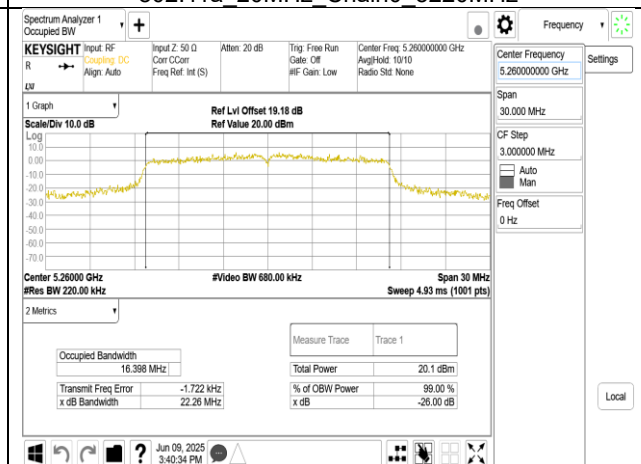 Spectrum Analyzer 1
Occupied BW
Frequency
KEYSIGHT
R
Input: RF
Coupling: DC
Align: Auto
Input Z: 50 Ω
Corr CCorr
Freq Ref: Int (S)
Atten: 20 dB
Trig: Free Run
Gate: Off
#IF Gain: Low
Center Freq: 5.260000000 GHz
Avg|Hold: 10/10
Radio Std: None
Center Frequency
5.260000000 GHz
Settings
Span
30.000 MHz
CF Step
3.000000 MHz
Auto
Man
Freq Offset
0 Hz
Local
1 Graph
Scale/Div 10.0 dB
Ref Lvl Offset 19.18 dB
Ref Value 20.00 dBm
Log
10.0
0.00
-10.0
-20.0
-30.0
-40.0
-50.0
-60.0
-70.0
Center 5.26000 GHz
#Res BW 220.00 kHz
#Video BW 680.00 kHz
Span 30 MHz
Sweep 4.93 ms (1001 pts)
2 Metrics
Measure Trace Trace 1
Occupied Bandwidth
16.398 MHz
Total Power 20.1 dBm
Transmit Freq Error -1.722 kHz
% of OBW Power 99.00 %
x dB Bandwidth 22.26 MHz
x dB -26.00 dB
Jun 09, 2025
3:40:34 PM